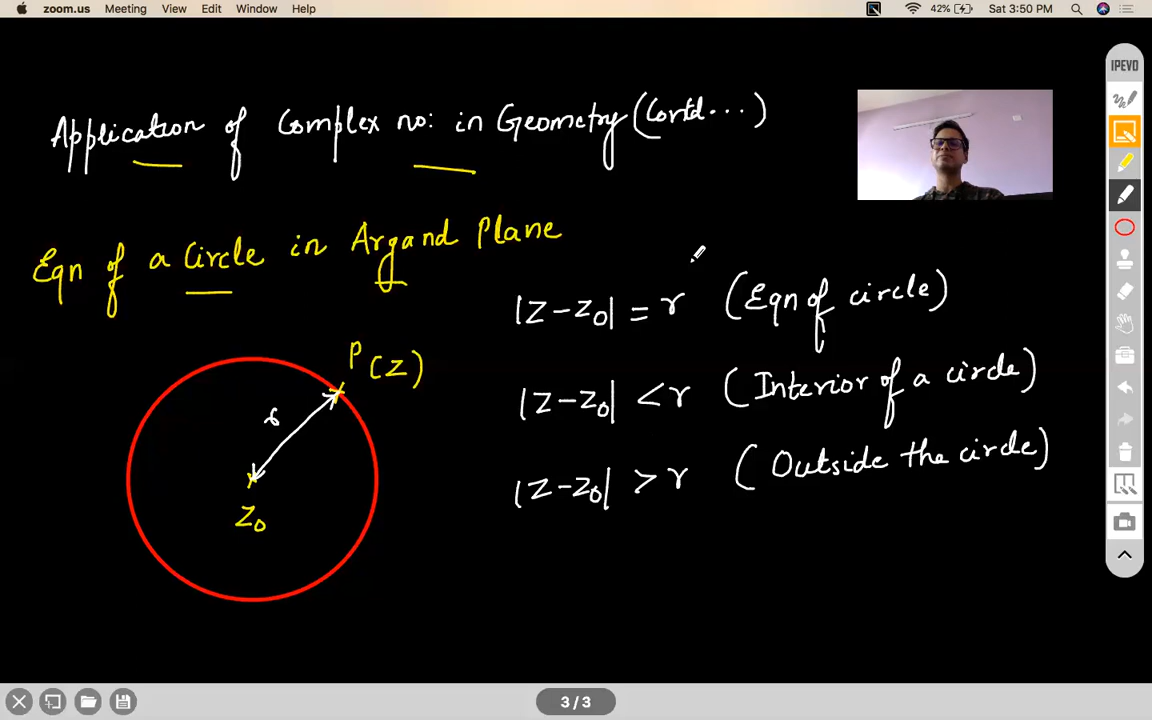 zoom.us Meeting View Edit Window Help 42% Sat 3:50 PM
IPEVO
Application of Complex no: in Geometry (Contd...)
Eqn of a Circle in Argand Plane
|Z-Z0| = r (Eqn of circle)
|Z-Z0| < r (Interior of a circle)
|Z-Z0| > r (Outside the circle)
P(Z)
r
Z0
3/3